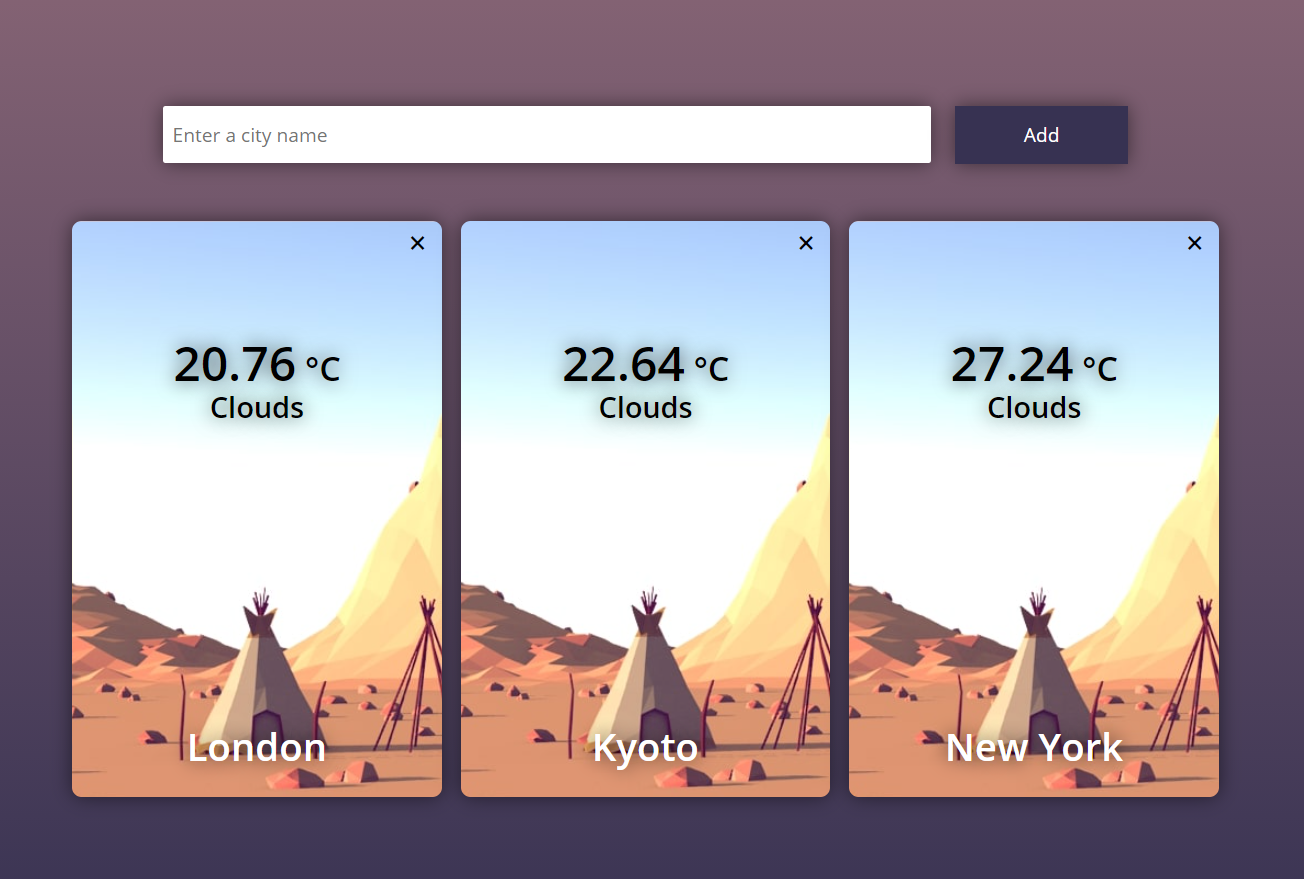 Enter a city name
Add
✕
✕
✕
20.76 °C
Clouds
22.64 °C
Clouds
27.24 °C
Clouds
London
Kyoto
New York